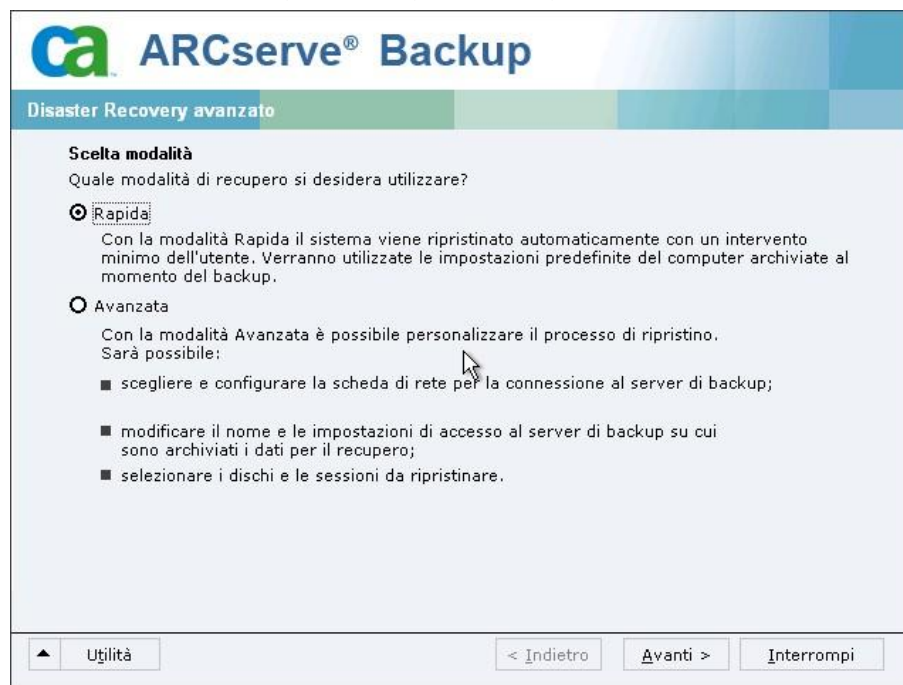 ca™ ARCserve® Backup
Disaster Recovery avanzato
Scelta modalità
Quale modalità di recupero si desidera utilizzare?
Rapida
Con la modalità Rapida il sistema viene ripristinato automaticamente con un intervento
minimo dell'utente. Verranno utilizzate le impostazioni predefinite del computer archiviate al
momento del backup.
Avanzata
Con la modalità Avanzata è possibile personalizzare il processo di ripristino.
Sarà possibile:
■ scegliere e configurare la scheda di rete per la connessione al server di backup;
■ modificare il nome e le impostazioni di accesso al server di backup su cui
sono archiviati i dati per il recupero;
■ selezionare i dischi e le sessioni da ripristinare.
Utilità
< Indietro
Avanti >
Interrompi